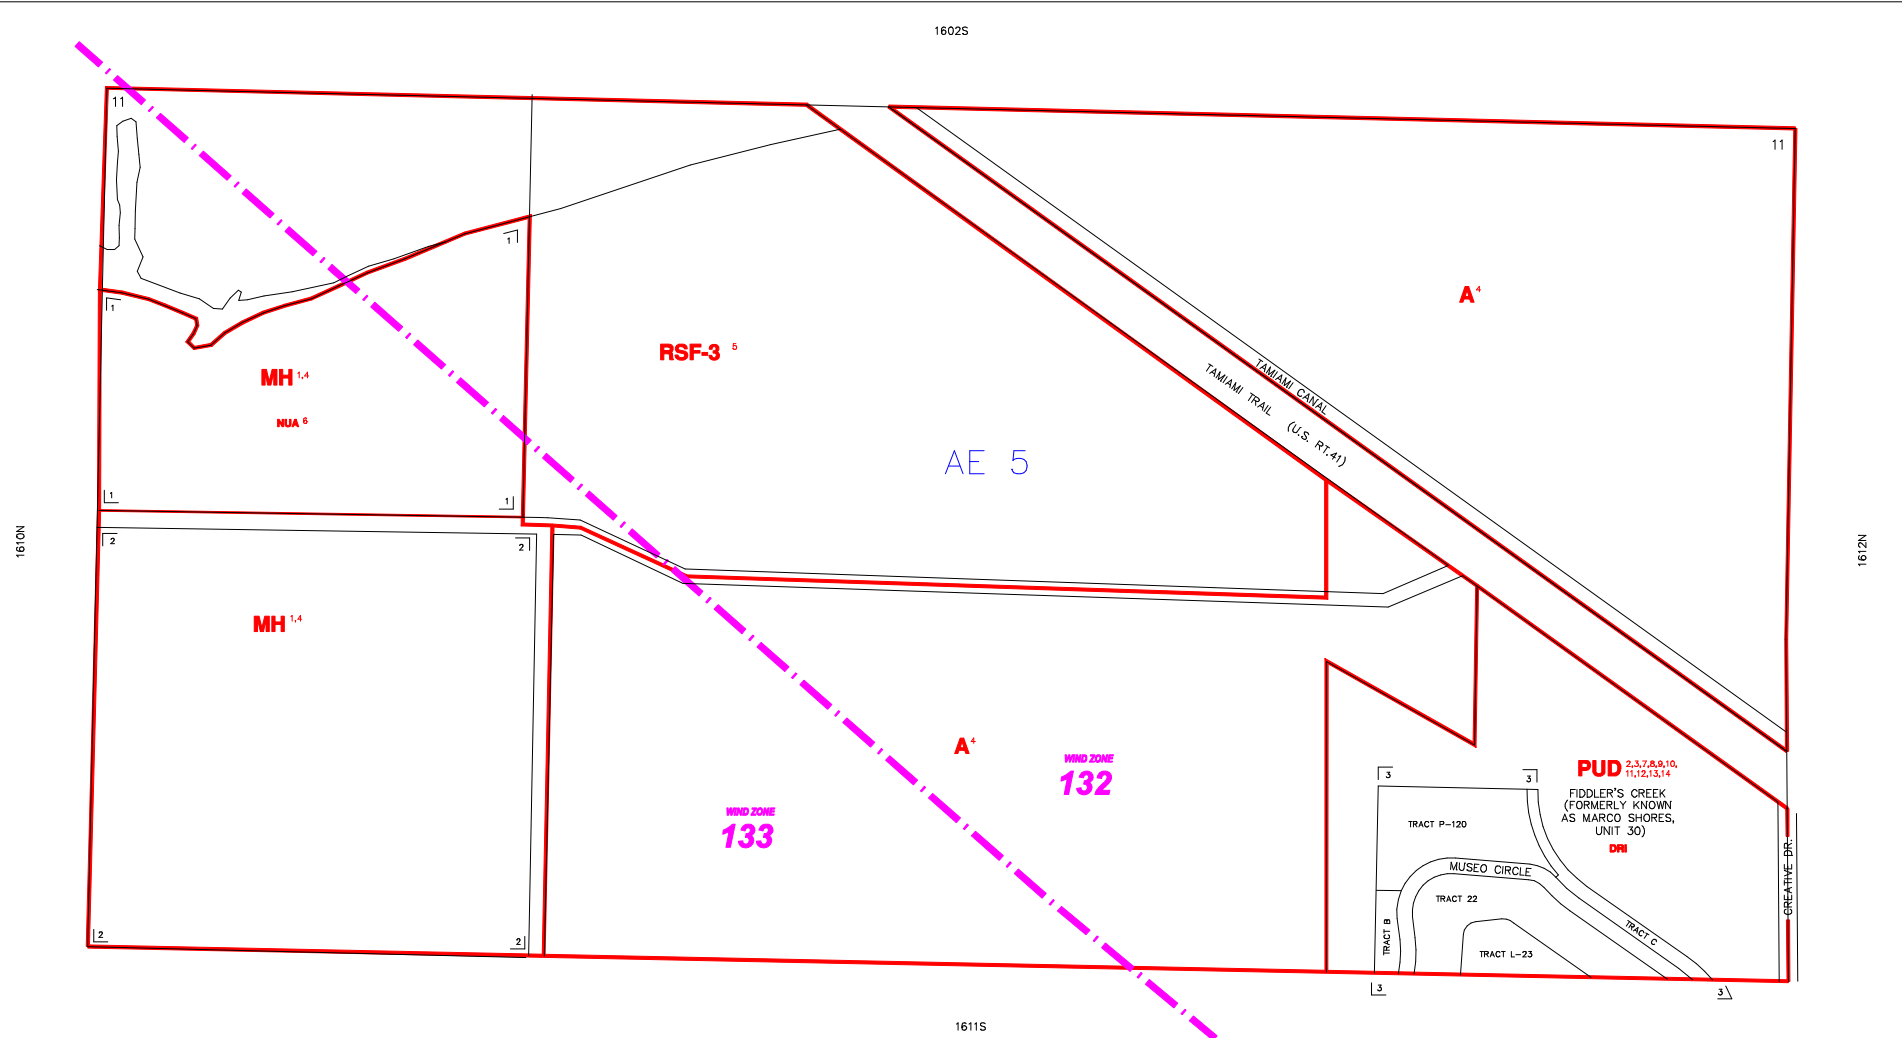 1602S
11
11
1
1
A 4
RSF-3 5
TAMIAMI CANAL
TAMIAMI TRAIL (U.S. RT.41)
MH 1,4
NUA 6
AE 5
1
1
1610N
1612N
2
2
MH 1,4
A 4
WIND ZONE
132
WIND ZONE
133
PUD 2,3,7,8,9,10,
11,12,13,14
FIDDLER'S CREEK
(FORMERLY KNOWN
AS MARCO SHORES,
UNIT 30)
DRI
3
3
TRACT P-120
MUSEO CIRCLE
TRACT 22
TRACT B
TRACT L-23
TRACT C
CREATIVE DR.
2
2
3
3
1611S